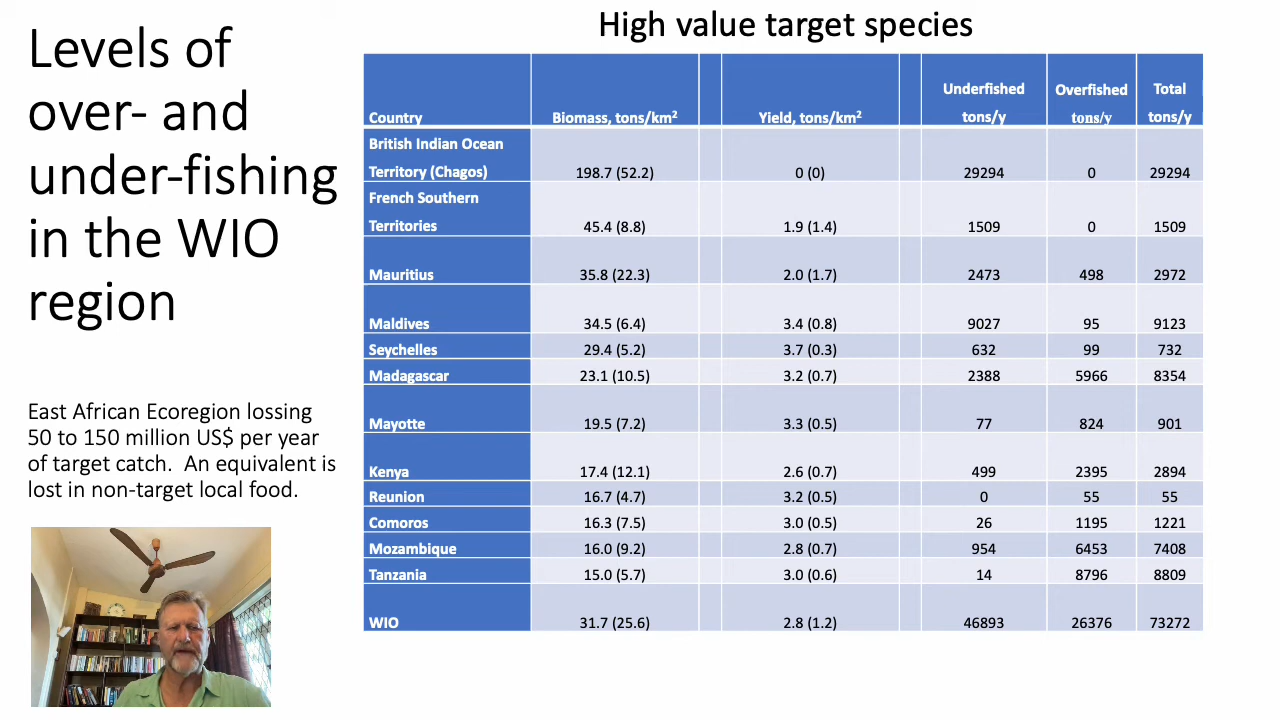 Levels of
over- and
under-fishing
in the WIO
region
East African Ecoregion lossing
50 to 150 million US$ per year
of target catch.  An equivalent is
lost in non-target local food.
High value target species
Country Biomass, tons/km² Yield, tons/km² Underfished tons/y Overfished tons/y Total tons/y
British Indian Ocean
Territory (Chagos) 198.7 (52.2) 0 (0) 29294 0 29294
French Southern
Territories 45.4 (8.8) 1.9 (1.4) 1509 0 1509
Mauritius 35.8 (22.3) 2.0 (1.7) 2473 498 2972
Maldives 34.5 (6.4) 3.4 (0.8) 9027 95 9123
Seychelles 29.4 (5.2) 3.7 (0.3) 632 99 732
Madagascar 23.1 (10.5) 3.2 (0.7) 2388 5966 8354
Mayotte 19.5 (7.2) 3.3 (0.5) 77 824 901
Kenya 17.4 (12.1) 2.6 (0.7) 499 2395 2894
Reunion 16.7 (4.7) 3.2 (0.5) 0 55 55
Comoros 16.3 (7.5) 3.0 (0.5) 26 1195 1221
Mozambique 16.0 (9.2) 2.8 (0.7) 954 6453 7408
Tanzania 15.0 (5.7) 3.0 (0.6) 14 8796 8809
WIO 31.7 (25.6) 2.8 (1.2) 46893 26376 73272